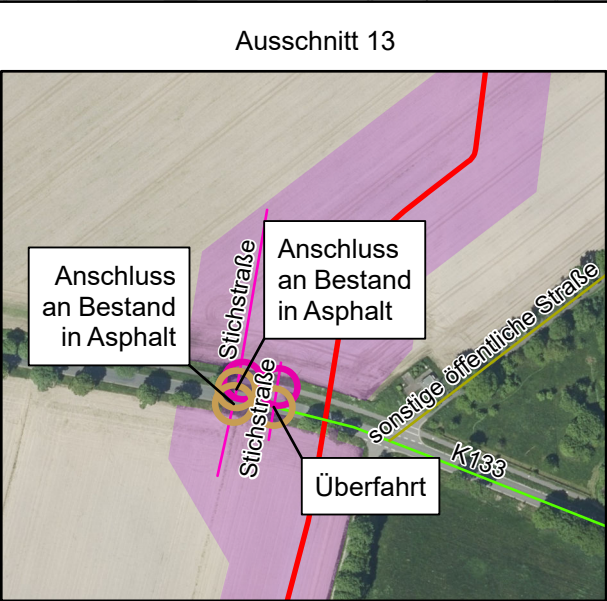 Ausschnitt 13
Anschluss
an Bestand
in Asphalt
Stichstraße
Anschluss
an Bestand
in Asphalt
Stichstraße
sonstige öffentliche Straße
K133
Überfahrt